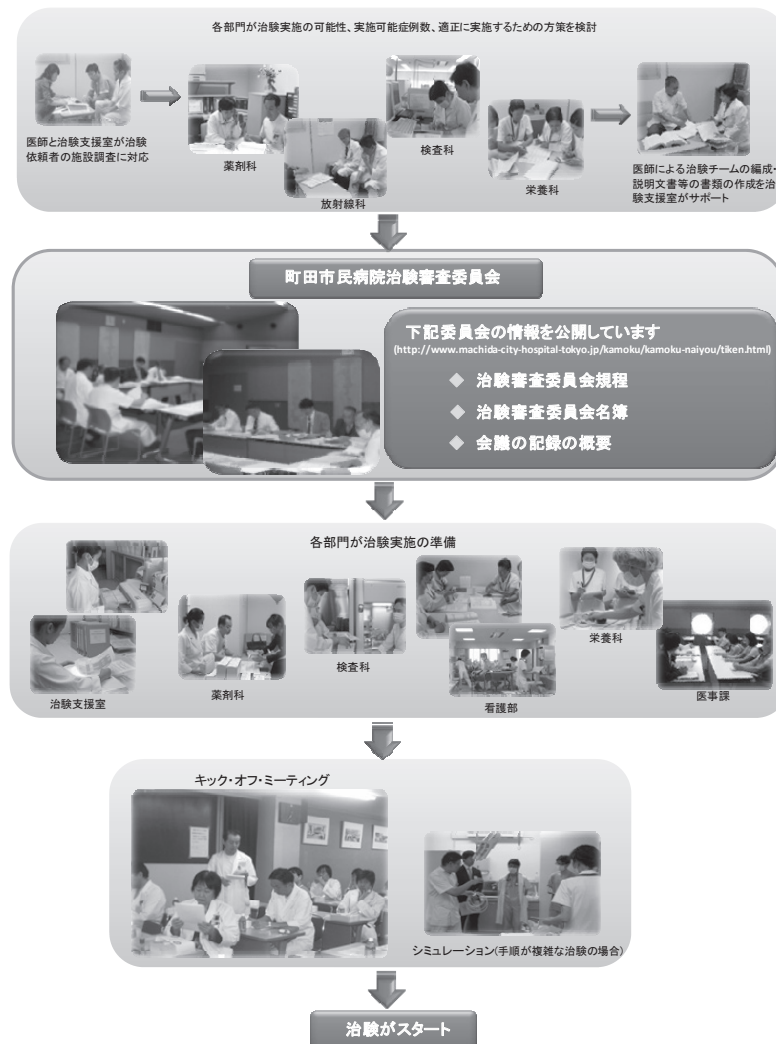 各部門が治験実施の可能性、実施可能症例数、適正に実施するための方策を検討
医師と治験支援室が治験
依頼者の施設調査に対応
薬剤科
放射線科
検査科
栄養科
医師による治験チームの編成・
説明文書等の書類の作成を治
験支援室がサポート
町田市民病院治験審査委員会
下記委員会の情報を公開しています
(http://www.machida-city-hospital-tokyo.jp/kamoku/kamoku-naiyou/tiken.html)
◆ 治験審査委員会規程
◆ 治験審査委員会名簿
◆ 会議の記録の概要
各部門が治験実施の準備
治験支援室
薬剤科
検査科
看護部
栄養科
医事課
キック・オフ・ミーティング
シミュレーション(手順が複雑な治験の場合)
治験がスタート